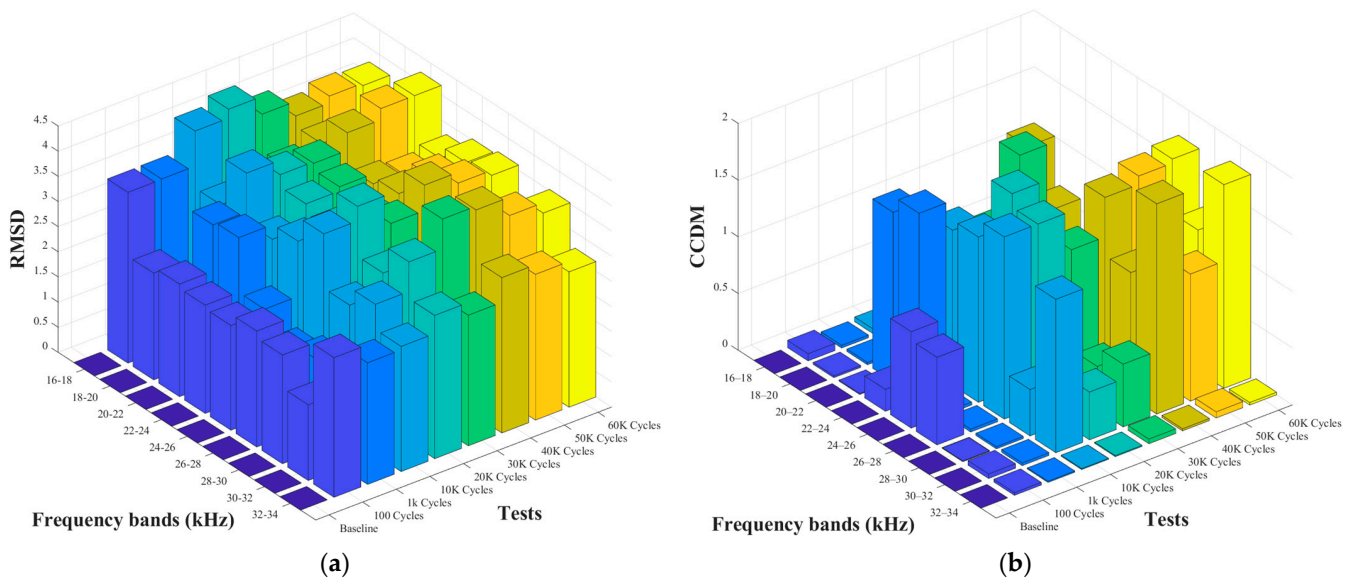 4.5
4
3.5
3
2.5
2
1.5
1
0.5
0
RMSD
16-18
18-20
20-22
22-24
24-26
26-28
28-30
30-32
32-34
Frequency bands (kHz)
Baseline
100 Cycles
1k Cycles
10K Cycles
20K Cycles
30K Cycles
40K Cycles
50K Cycles
60K Cycles
Tests
(a)
2
1.5
1
0.5
0
CCDM
16–18
18–20
20–22
22–24
24–26
26–28
28–30
30–32
32–34
Frequency bands (kHz)
Baseline
100 Cycles
1k Cycles
10K Cycles
20K Cycles
30K Cycles
40K Cycles
50K Cycles
60K Cycles
Tests
(b)